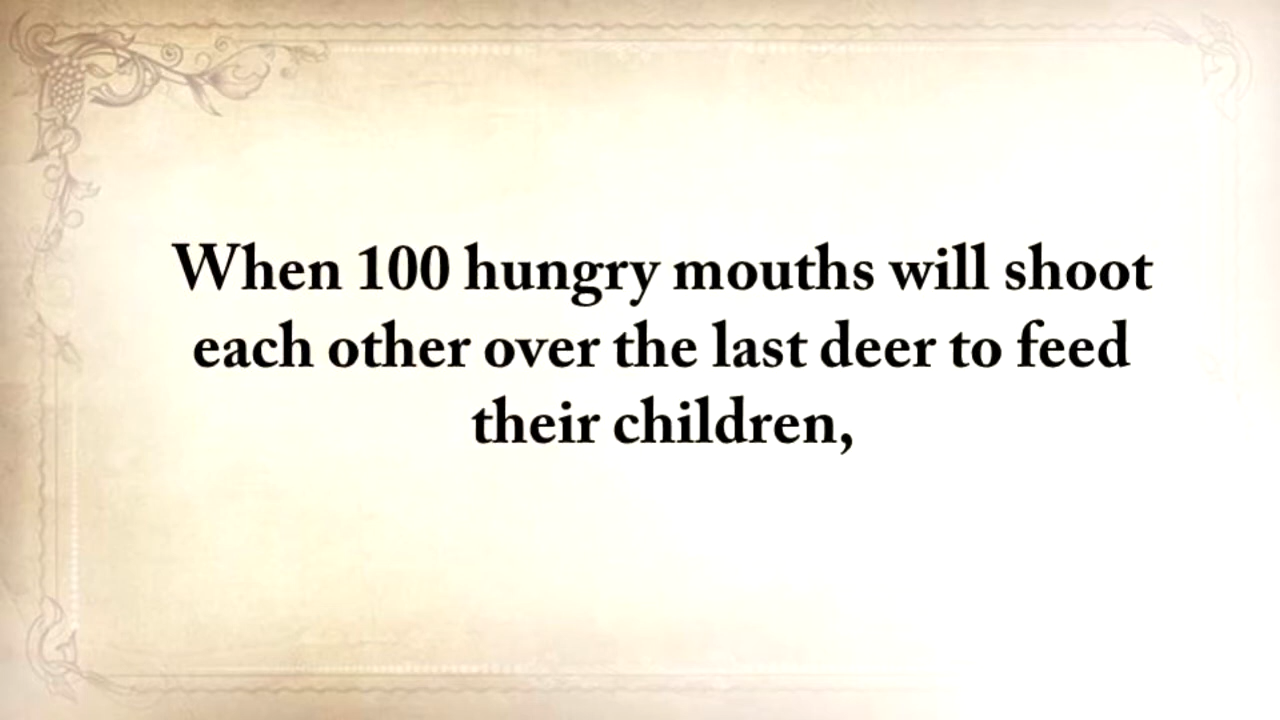 When 100 hungry mouths will shoot
each other over the last deer to feed
their children,